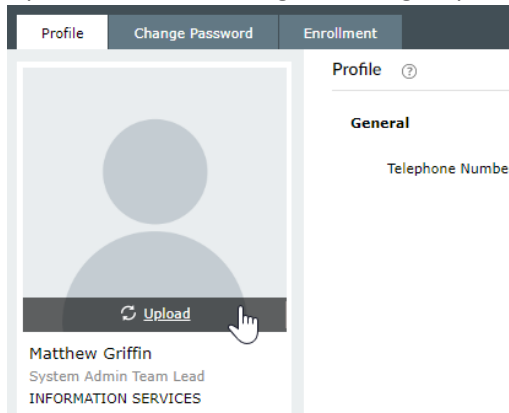 Profile Change Password Enrollment
Profile ?
General
Telephone Numbe
Upload
Matthew Griffin
System Admin Team Lead
INFORMATION SERVICES